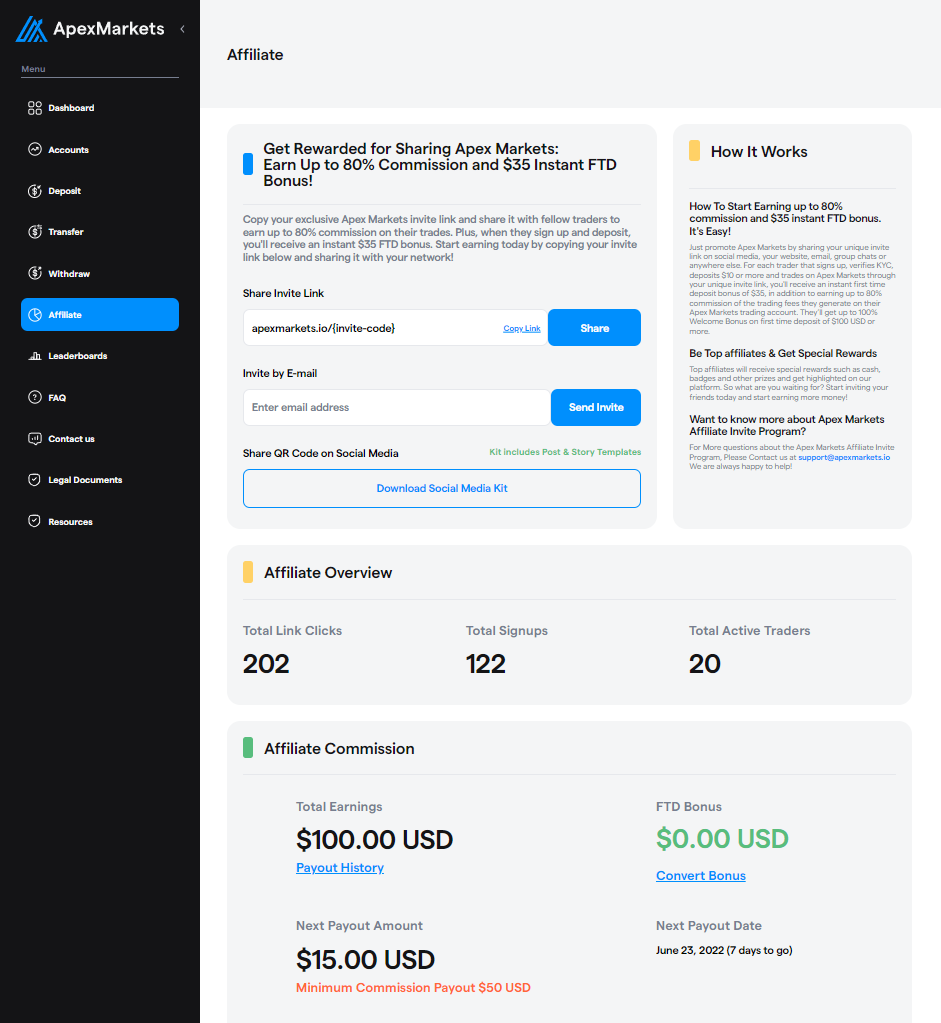 ApexMarkets
Menu
Dashboard
Accounts
Deposit
Transfer
Withdraw
Affiliate
Leaderboards
FAQ
Contact us
Legal Documents
Resources
Affiliate
Get Rewarded for Sharing Apex Markets:
Earn Up to 80% Commission and $35 Instant FTD
Bonus!
Copy your exclusive Apex Markets invite link and share it with fellow traders to
earn up to 80% commission on their trades. Plus, when they sign up and deposit,
you'll receive an instant $35 FTD bonus. Start earning today by copying your invite
link below and sharing it with your network!
Share Invite Link
apexmarkets.io/{invite-code}
Copy Link
Share
Invite by E-mail
Enter email address
Send Invite
Share QR Code on Social Media
Kit includes Post & Story Templates
Download Social Media Kit
How It Works
How To Start Earning up to 80%
commission and $35 instant FTD bonus.
It's Easy!
Just promote Apex Markets by sharing your unique invite
link on social media, your website, email, group chats or
anywhere else. For each trader that signs up, verifies KYC,
deposits $10 or more and trades on Apex Markets through
your unique invite link, you'll receive an instant first time
deposit bonus of $35, in addition to earning up to 80%
commission of the trading fees they generate on their
Apex Markets trading account. They'll get up to 100%
Welcome Bonus on first time deposit of $100 USD or
more.
Be Top affiliates & Get Special Rewards
Top affiliates will receive special rewards such as cash,
badges and other prizes and get highlighted on our
platform. So what are you waiting for? Start inviting your
friends today and start earning more money!
Want to know more about Apex Markets
Affiliate Invite Program?
For More questions about the Apex Markets Affiliate Invite
Program, Please Contact us at support@apexmarkets.io
We are always happy to help!
Affiliate Overview
Total Link Clicks
202
Total Signups
122
Total Active Traders
20
Affiliate Commission
Total Earnings
$100.00 USD
Payout History
FTD Bonus
$0.00 USD
Convert Bonus
Next Payout Amount
$15.00 USD
Minimum Commission Payout $50 USD
Next Payout Date
June 23, 2022 (7 days to go)